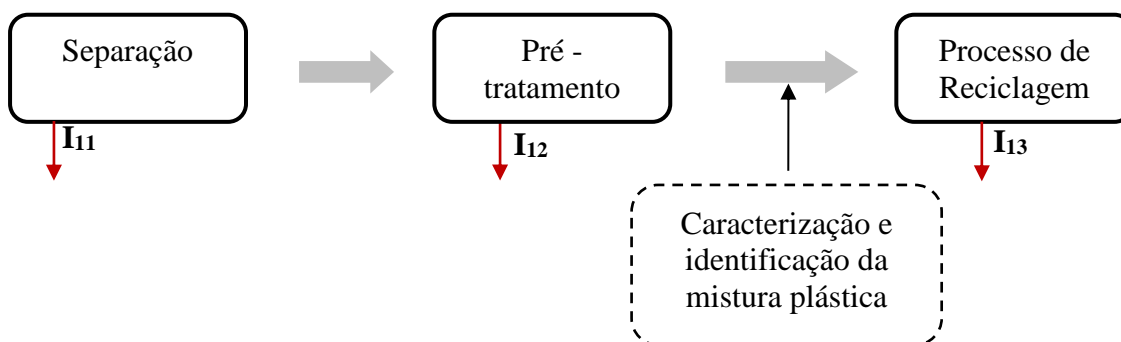 Separação
Pré -
tratamento
Processo de
Reciclagem
I11
I12
I13
Caracterização e
identificação da
mistura plástica